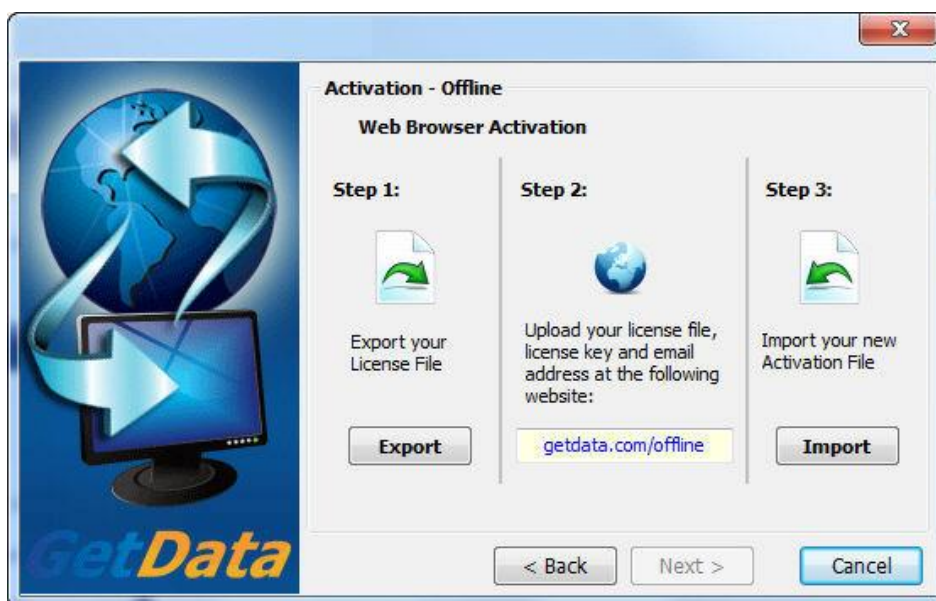 Activation - Offline
Web Browser Activation
Step 1:
Export your
License File
Export
Step 2:
Upload your license file,
license key and email
address at the following
website:
getdata.com/offline
Step 3:
Import your new
Activation File
Import
GetData
< Back
Next >
Cancel